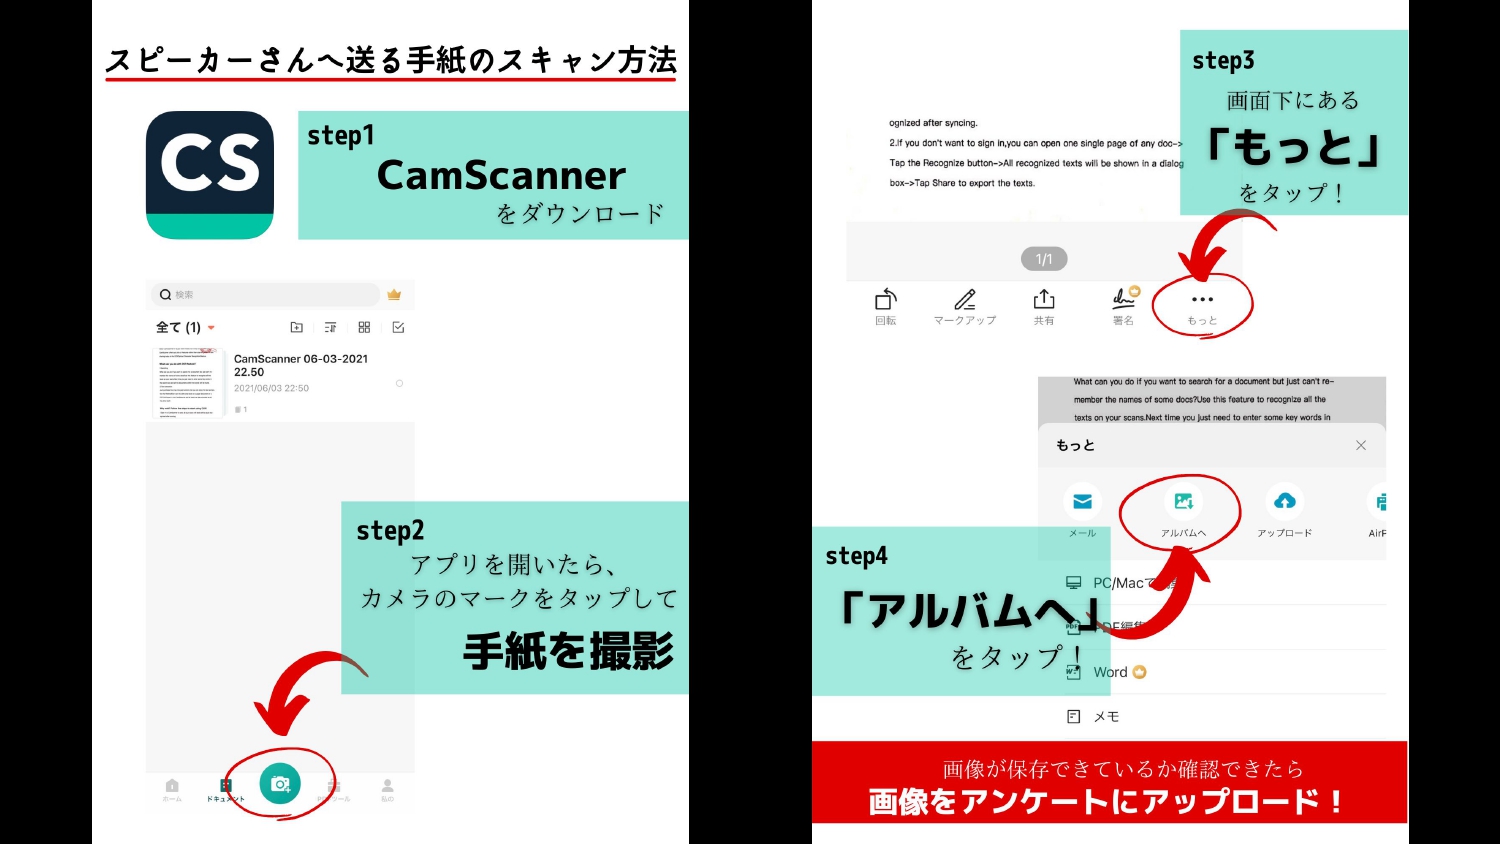 スピーカーさんへ送る手紙のスキャン方法
CS
step1
CamScanner
をダウンロード
検索
全て (1)
CamScanner 06-03-2021
22.50
2021/06/03 22:50
1
step2
アプリを開いたら、
カメラのマークをタップして
手紙を撮影
ホーム
ドキュメント
私の
step3
画面下にある
「もっと」
をタップ！
ognized after syncing.
2.If you don't want to sign in,you can open one single page of any doc->
Tap the Recognize button->All recognized texts will be shown in a dialog
box->Tap Share to export the texts.
1/1
回転
マークアップ
共有
署名
もっと
What can you do if you want to search for a document but just can't re-
member the names of some docs?Use this feature to recognize all the
texts on your scans.Next time you just need to enter some key words in
もっと
メール
アルバムへ
アップロード
AirP
step4
「アルバムへ」
をタップ！
PC/Macで
PDF編集
Word
メモ
画像が保存できているか確認できたら
画像をアンケートにアップロード！